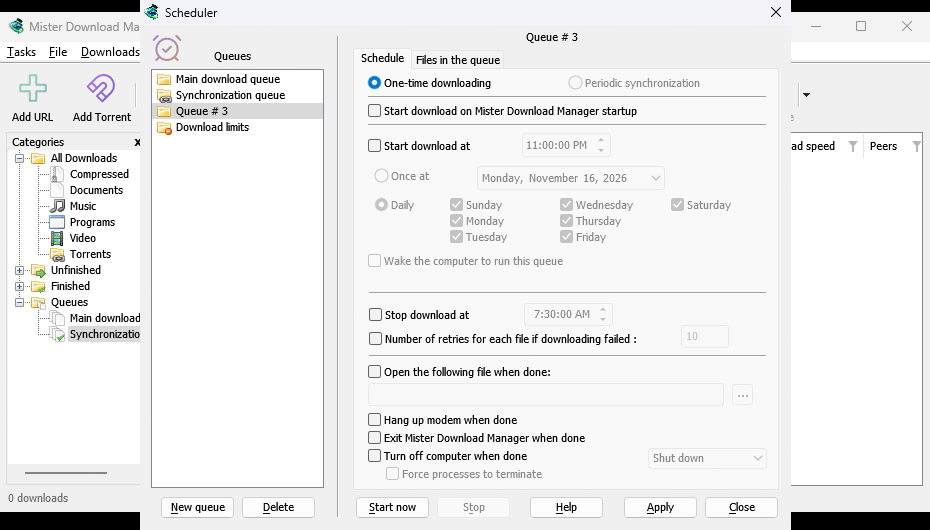 Mister Download Ma
Tasks File Downloads
Add URL
Add Torrent
Categories x
All Downloads
Compressed
Documents
Music
Programs
Video
Torrents
Unfinished
Finished
Queues
Main download
Synchronizatio
0 downloads
Scheduler
Queues
Main download queue
Synchronization queue
Queue # 3
Download limits
New queue
Delete
Queue # 3
Schedule
Files in the queue
One-time downloading
Periodic synchronization
Start download on Mister Download Manager startup
Start download at
11:00:00 PM
Once at
Monday, November 16, 2026
Daily
Sunday
Wednesday
Saturday
Monday
Thursday
Tuesday
Friday
Wake the computer to run this queue
Stop download at
7:30:00 AM
Number of retries for each file if downloading failed :
10
Open the following file when done:
...
Hang up modem when done
Exit Mister Download Manager when done
Turn off computer when done
Shut down
Force processes to terminate
Start now
Stop
Help
Apply
Close
ad speed
Peers